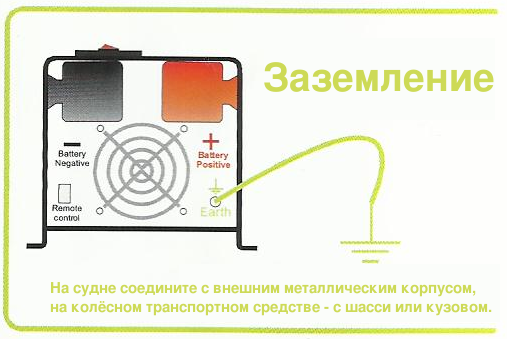 Заземление
Battery
Negative
Battery
Positive
Remote
control
Earth
На судне соедините с внешним металлическим корпусом,
на колёсном транспортном средстве - с шасси или кузовом.